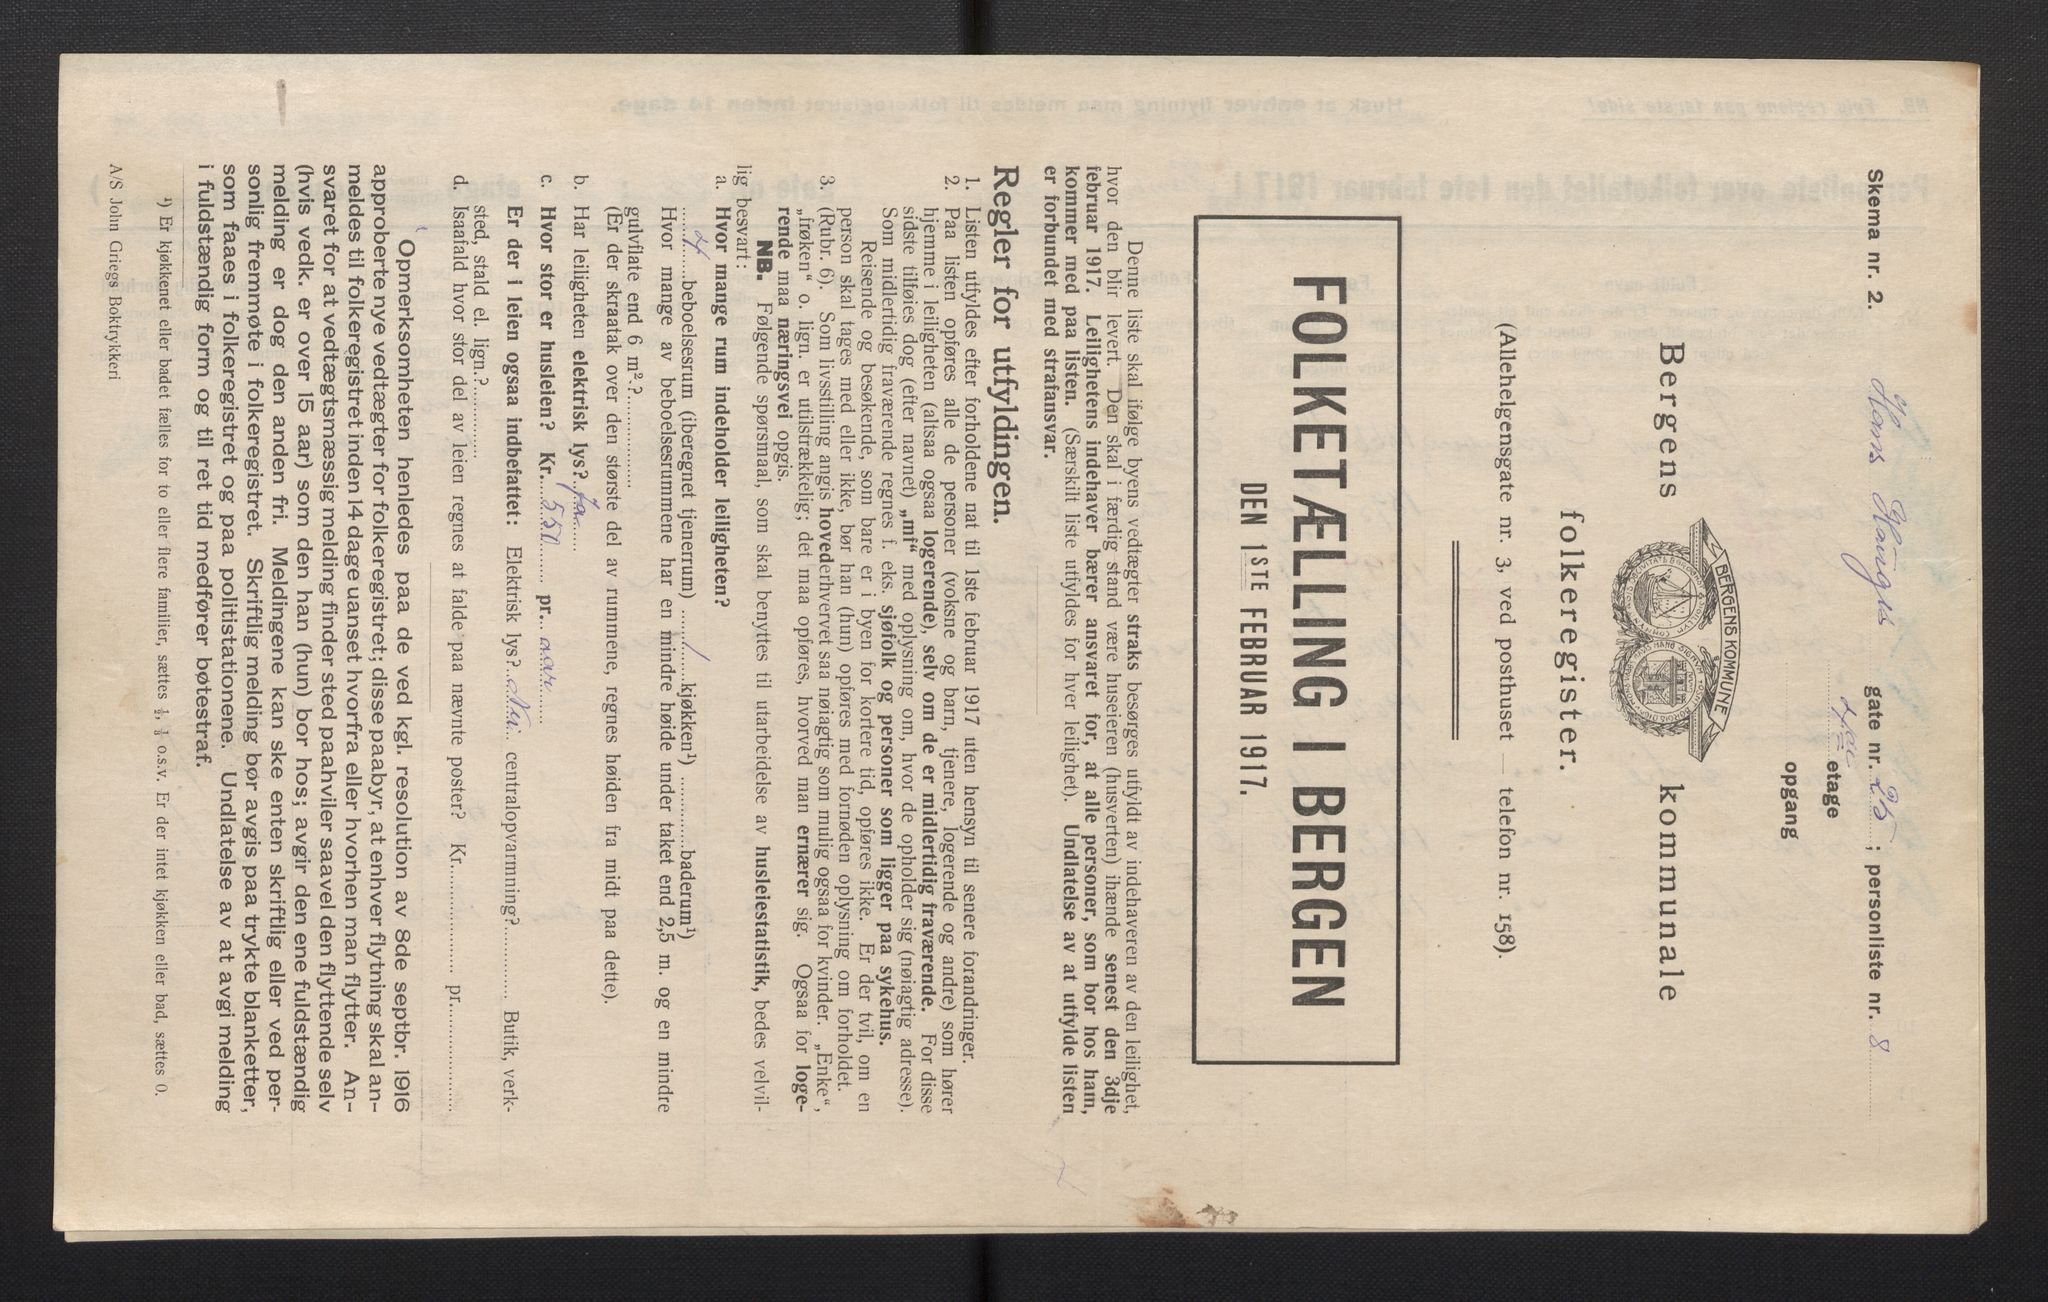 Skema nr. 2. Hans Haugis gate nr. 25; personliste nr. 8
4de etage
opgang
BERGENS KOMMUNE
Bergens kommunale
folkeregister.
(Allehelgensgate nr. 3, ved posthuset — telefon nr. 158).
FOLKETÆLLING I BERGEN
DEN 1STE FEBRUAR 1917.
Denne liste skal ifølge byens vedtægter straks besørges utfyldt av indehaveren av den leilighet,
hvor den blir levert. Den skal i færdig stand være huseieren (husverten) ihænde senest den 3dje
februar 1917. Leilighetens indehaver bærer ansvaret for, at alle personer, som bor hos ham,
kommer med paa listen. (Særskilt liste utfyldes for hver leilighet). Undlatelse av at utfylde listen
er forbundet med strafansvar.
Regler for utfyldingen.
1. Listen utfyldes efter forholdene nat til 1ste februar 1917 uten hensyn til senere forandringer.
2. Paa listen opføres alle de personer (voksne og barn, tjenere, logerende og andre) som hører
hjemme i leiligheten (altsaa ogsaa logerende), selv om de er midlertidig fraværende. For disse
sidste tilføies dog (efter navnet) „mf“ med oplysning om, hvor de opholder sig (nøiagtig adresse).
Som midlertidig fraværende regnes f. eks. sjøfolk og personer som ligger paa sykehus.
Reisende og besøkende, som bare er i byen for kortere tid, opføres ikke. Er der tvil, om en
person skal tages med eller ikke, bør han (hun) opføres med fornøden oplysning om forholdet.
3. (Rubr. 6). Som livsstilling angis hovederhvervet saa nøiagtig som mulig ogsaa for kvinder. „Enke“,
„frøken“ o. lign. er utilstrækkelig; det maa opføres, hvorved man ernærer sig. Ogsaa for loge-
rende maa næringsvei opgis.
NB. Følgende spørsmaal, som skal benyttes til utarbeidelse av husleiestatistik, bedes velvil-
lig besvart:
a. Hvor mange rum indeholder leiligheten?
4 beboelsesrum (iberegnet tjenerum) 1 kjøkken¹) baderum¹)
Hvor mange av beboelsesrummene har en mindre høide under taket end 2,5 m. og en mindre
gulvflate end 6 m².?
(Er der skraatak over den største del av rummene, regnes høiden fra midt paa dette).
b. Har leiligheten elektrisk lys? Ja
c. Hvor stor er husleien? Kr. 550 pr. aar
Er der i leien ogsaa indbefattet: Elektrisk lys? Nei centralopvarmning? Butik, verk-
sted, stald el. lign.?
d. Isaafald hvor stor del av leien regnes at falde paa nævnte poster? Kr. pr.
Opmerksomheten henledes paa de ved kgl. resolution av 8de septbr. 1916
approberte nye vedtægter for folkeregistret; disse paabyr, at enhver flytning skal an-
meldes til folkeregistret inden 14 dage uanset hvorfra eller hvorhen man flytter. An-
svaret for at vedtægtsmæssig melding finder sted paahviler saavel den flyttende selv
(hvis vedk. er over 15 aar) som den han (hun) bor hos; avgir den ene fuldstændig
melding er dog den anden fri. Meldingene kan ske enten skriftlig eller ved per-
sonlig fremmøte i folkeregistret. Skriftlig melding bør avgis paa trykte blanketter,
som faaes i folkeregistret og paa politistationene. Undlatelse av at avgi melding
i fuldstændig form og til ret tid medfører bøtestraf.
¹) Er kjøkkenet eller badet fælles for to eller flere familier, sættes ½, ⅓ o.s.v. Er der intet kjøkken eller bad, sættes 0.
A/S John Griegs Boktrykkeri